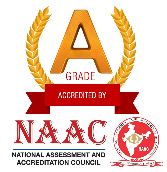 A
GRADE
ACCREDITED BY
NAAC
NATIONAL ASSESSMENT AND
ACCREDITATION COUNCIL